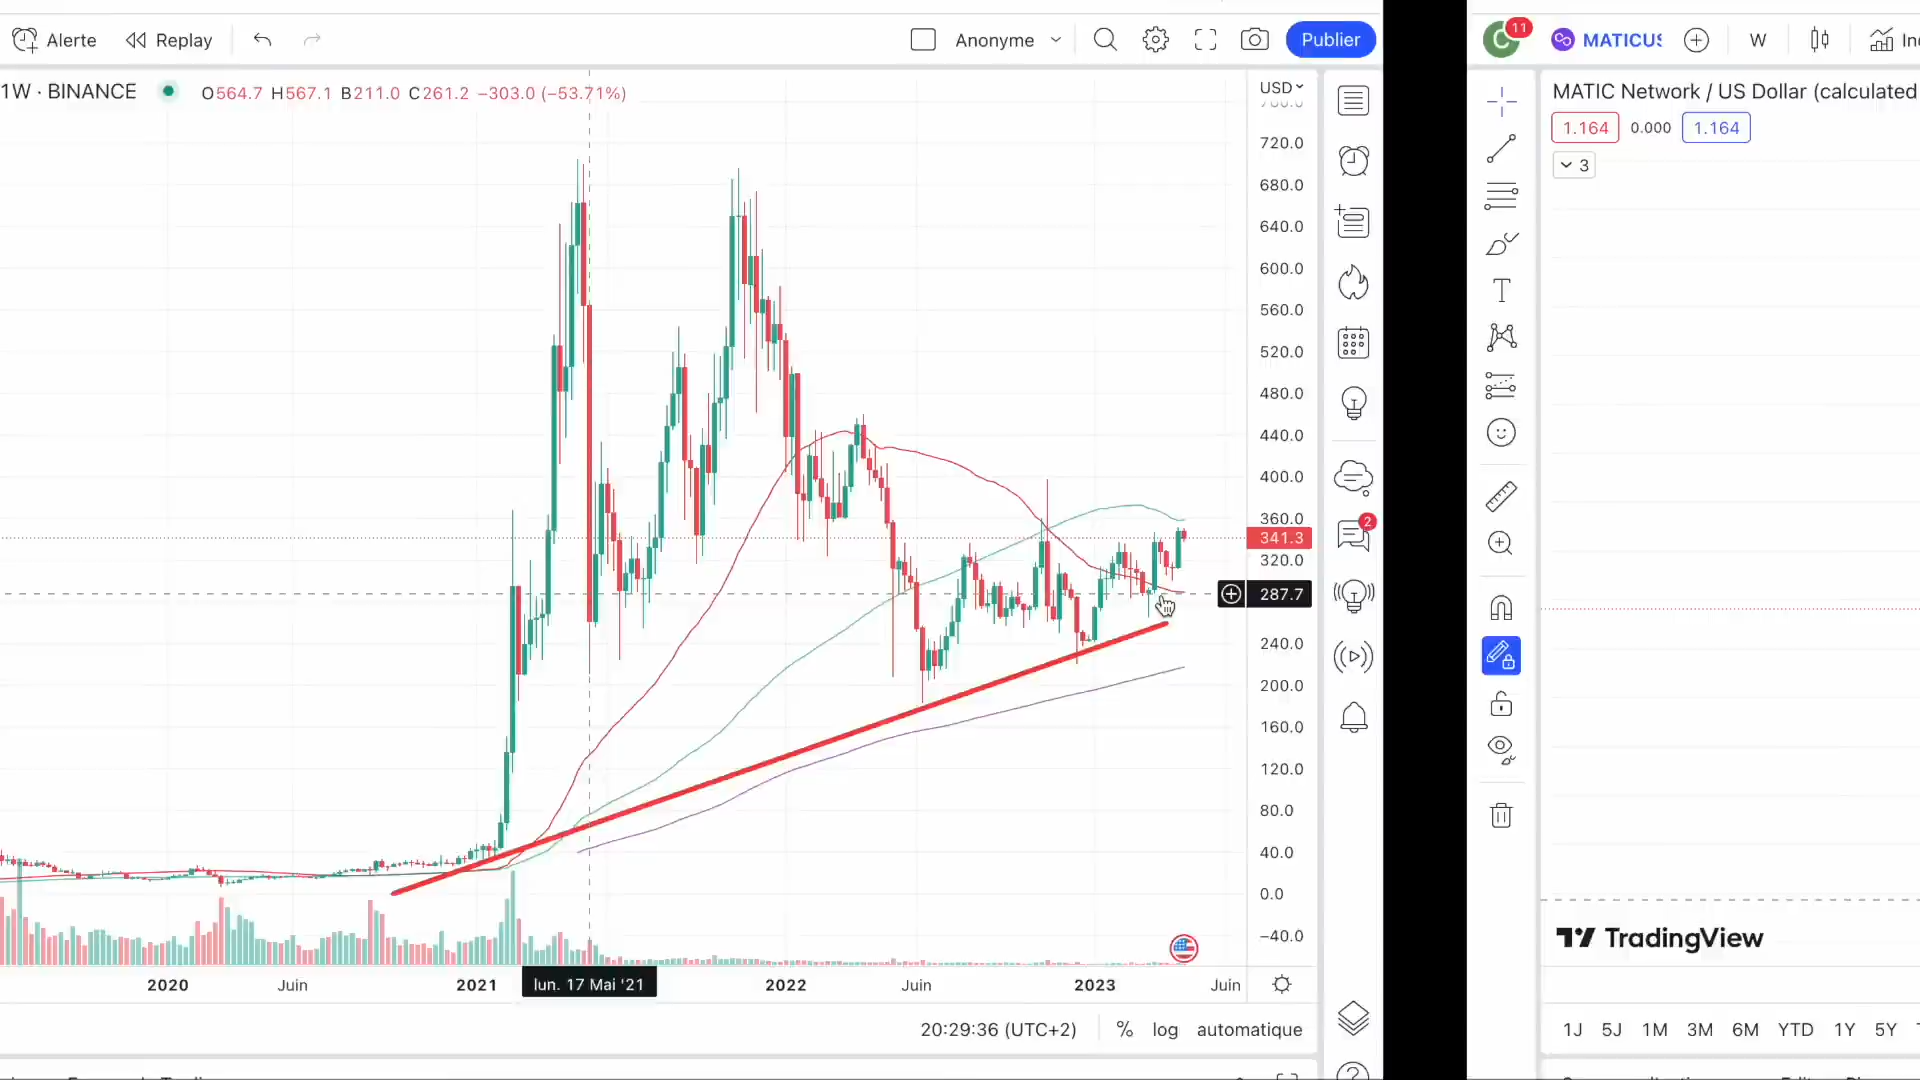 Alerte Replay Anonyme Publier
1W · BINANCE O564.7 H567.1 B211.0 C261.2 −303.0 (−53.71%)
USD
720.0
680.0
640.0
600.0
560.0
520.0
480.0
440.0
400.0
360.0
341.3
320.0
287.7
240.0
200.0
160.0
120.0
80.0
40.0
0.0
−40.0
2020 Juin 2021 lun. 17 Mai '21 2022 Juin 2023 Juin
20:29:36 (UTC+2) % log automatique
2
C 11 MATICUS W
MATIC Network / US Dollar (calculated
1.164 0.000 1.164
3
TradingView
1J 5J 1M 3M 6M YTD 1Y 5Y